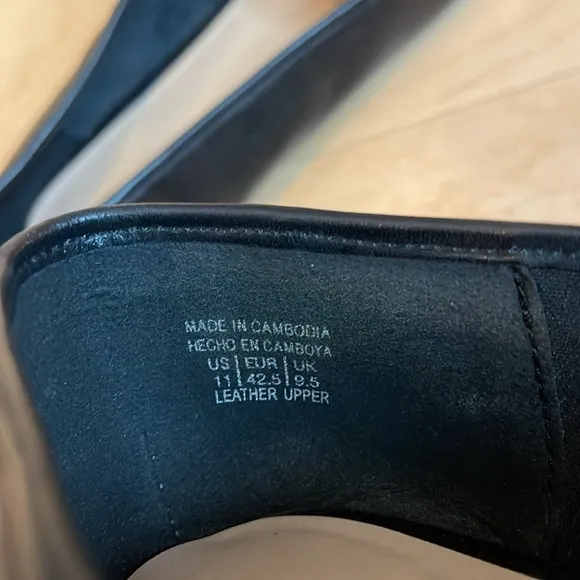 MADE IN CAMBODIA
HECHO EN CAMBOYA
US | EUR | UK
11 | 42.5 | 9.5
LEATHER UPPER